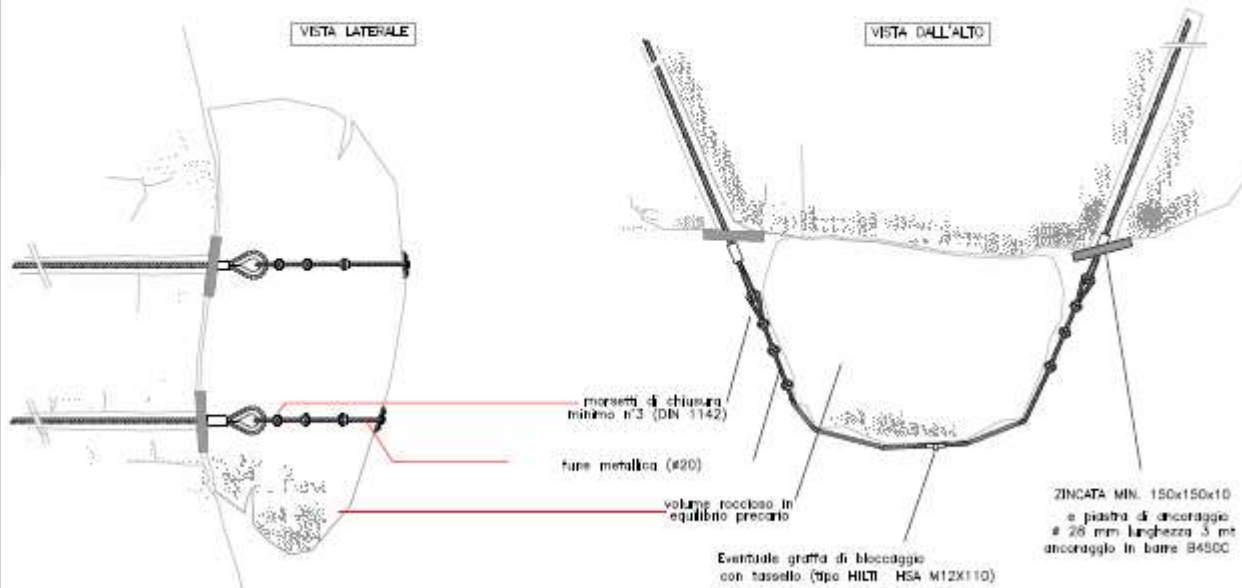 VISTA LATERALE
VISTA DALL'ALTO
morsetti di chiusura
minimo n°3 (DIN 1142)
fune metallica (ø20)
volume roccioso in
equilibrio precario
Eventuale graffa di bloccaggio
con tassello (tipo HILTI HSA M12X110)
ZINCATA MIN. 150x150x10
e piastra di ancoraggio
ø 28 mm lunghezza 3 mt
ancoraggio in barre B450C